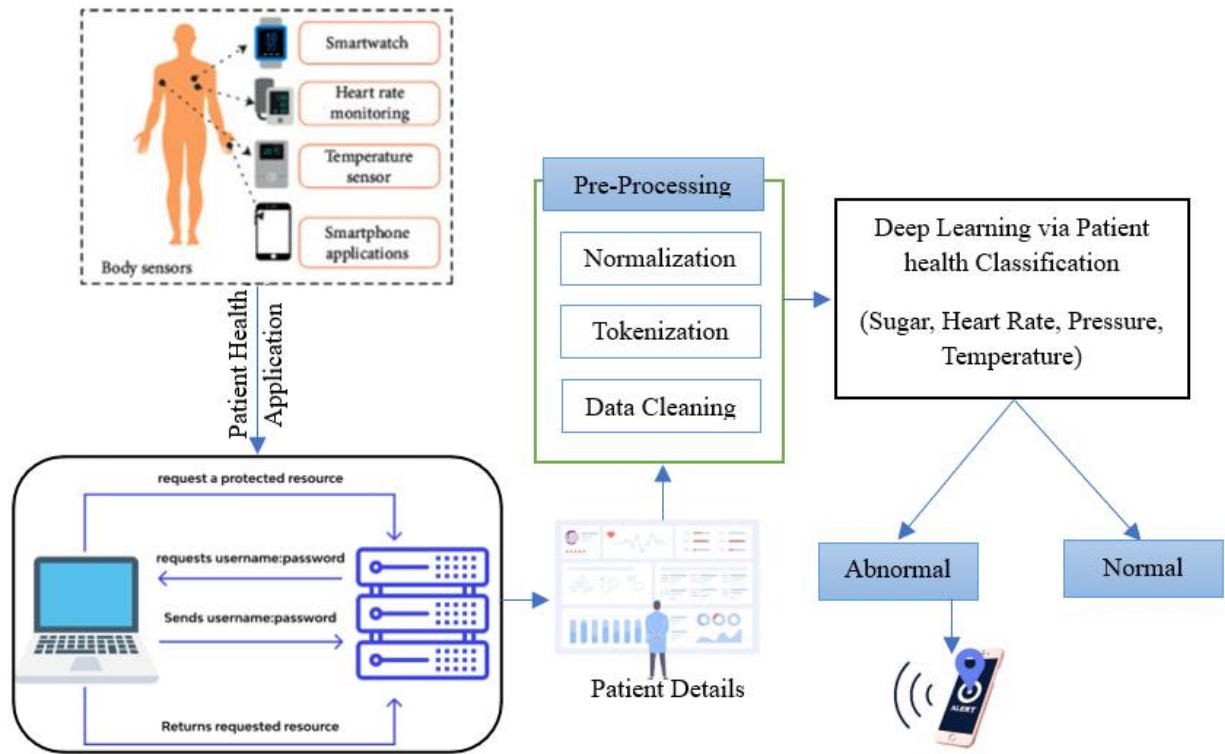 Smartwatch
Heart rate
monitoring
Temperature
sensor
Smartphone
applications
Body sensors
Patient Health
Application
request a protected resource
requests username:password
Sends username:password
Returns requested resource
Patient Details
Pre-Processing
Normalization
Tokenization
Data Cleaning
Deep Learning via Patient
health Classification
(Sugar, Heart Rate, Pressure,
Temperature)
Abnormal
Normal
ALERT